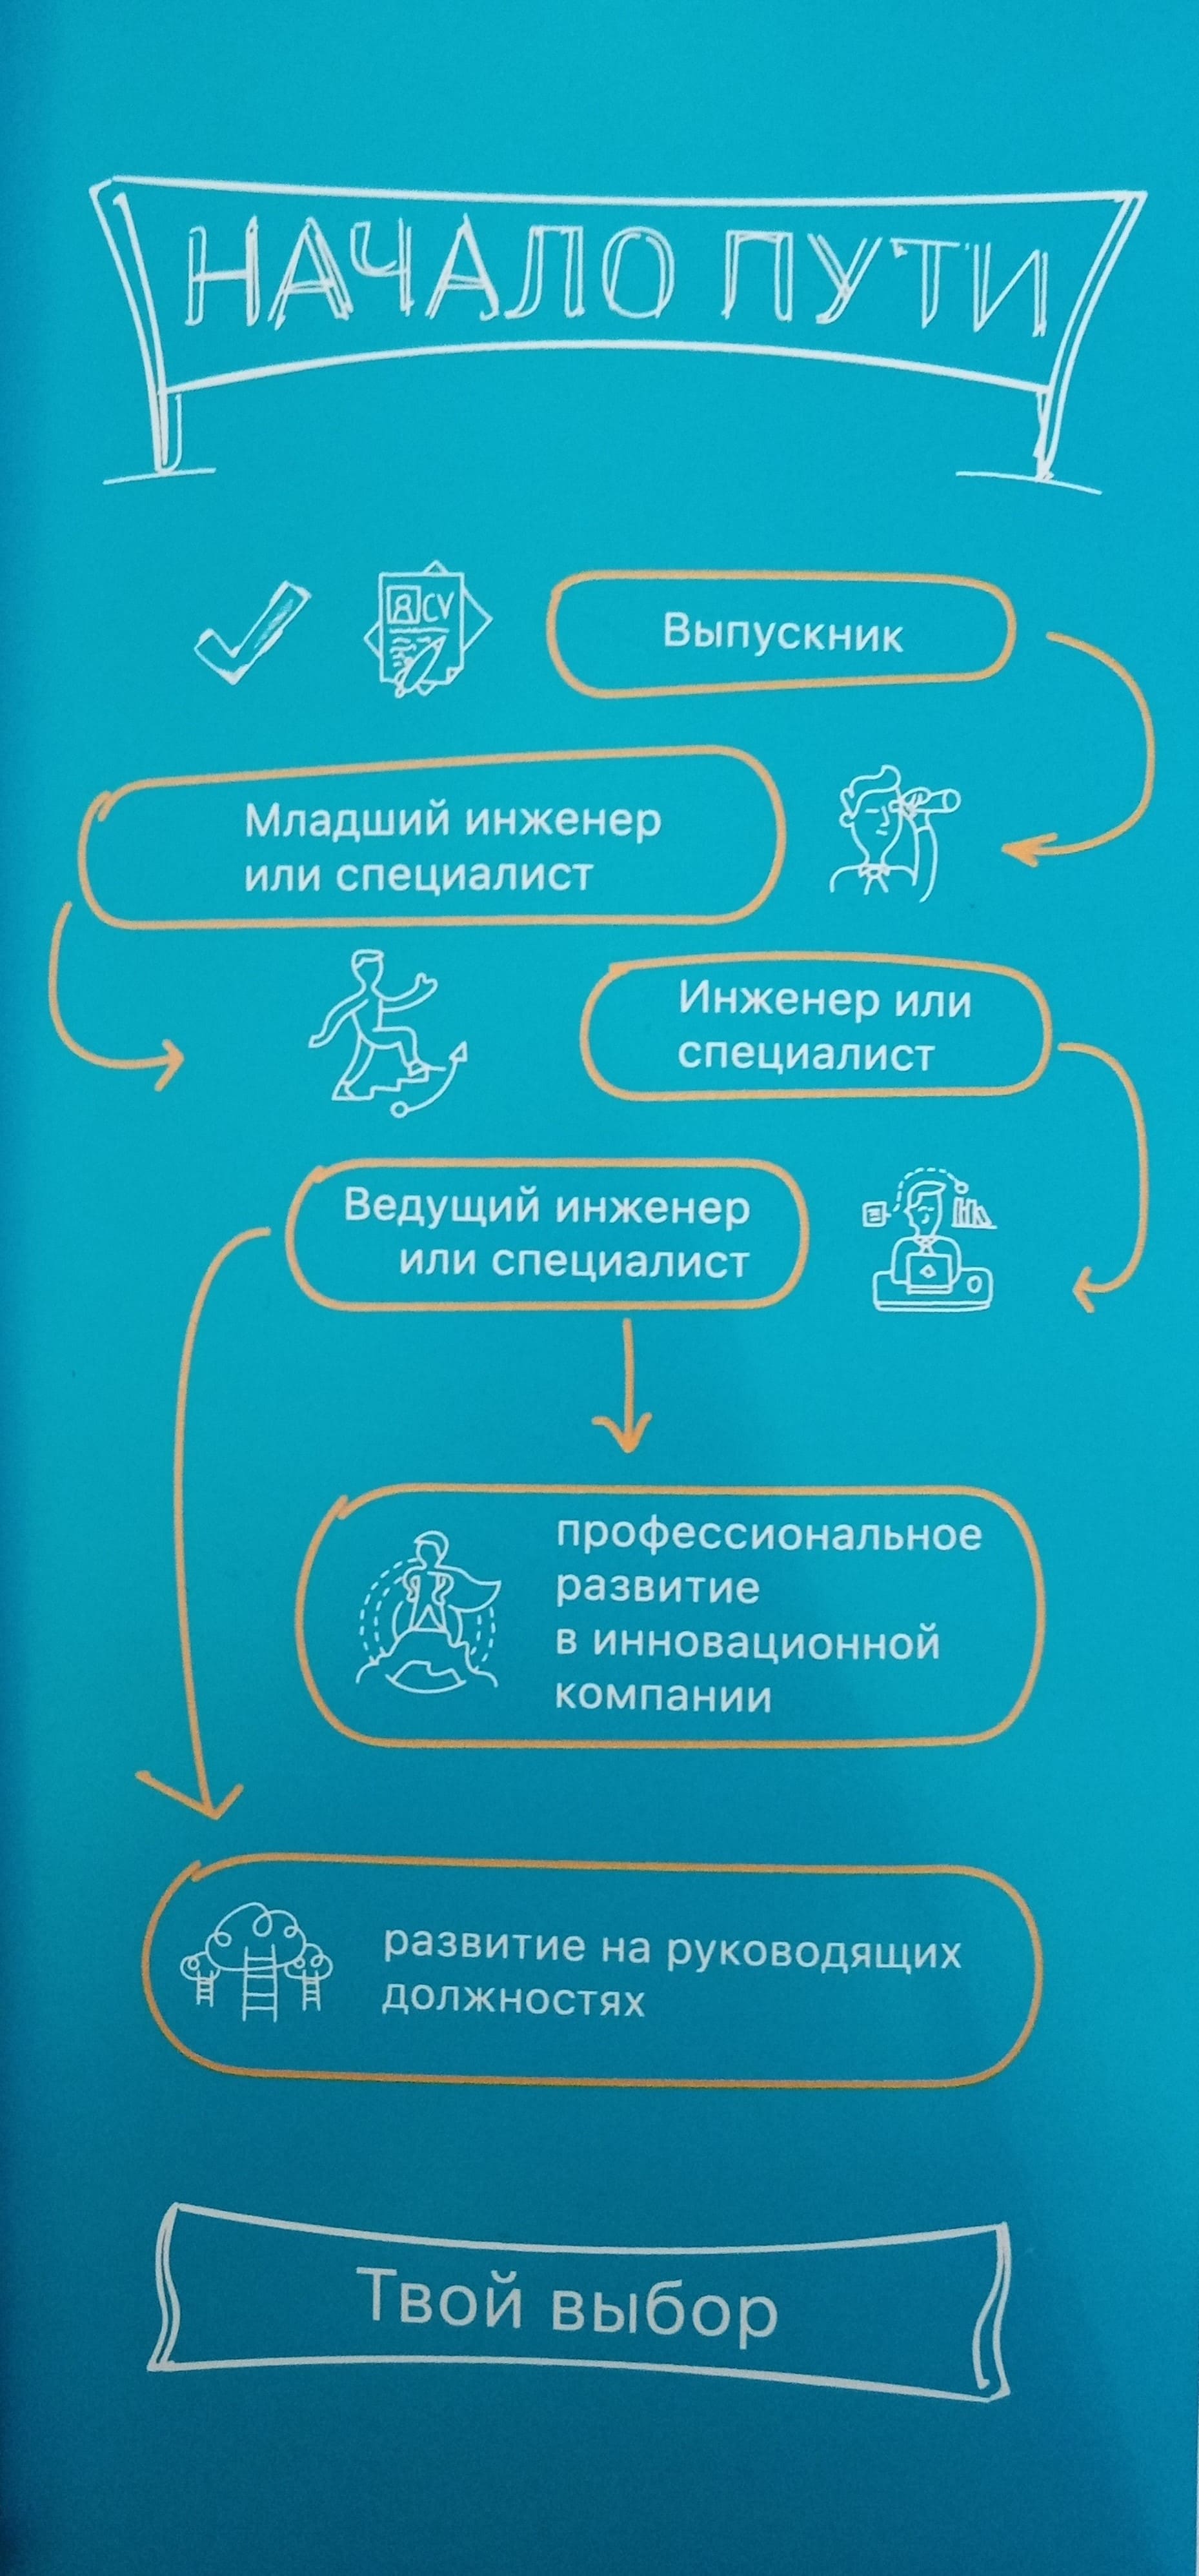 НАЧАЛО ПУТИ
CV
Выпускник
Младший инженер
или специалист
Инженер или
специалист
Ведущий инженер
или специалист
профессиональное
развитие
в инновационной
компании
развитие на руководящих
должностях
Твой выбор